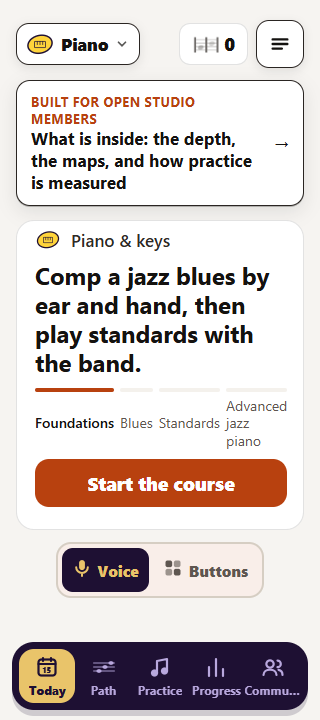 Piano
0
BUILT FOR OPEN STUDIO
MEMBERS
What is inside: the depth,
the maps, and how practice
is measured
→
Piano & keys
Comp a jazz blues by
ear and hand, then
play standards with
the band.
Foundations
Blues
Standards
Advanced
jazz
piano
Start the course
Voice
Buttons
15
Today
Path
Practice
Progress
Commu...